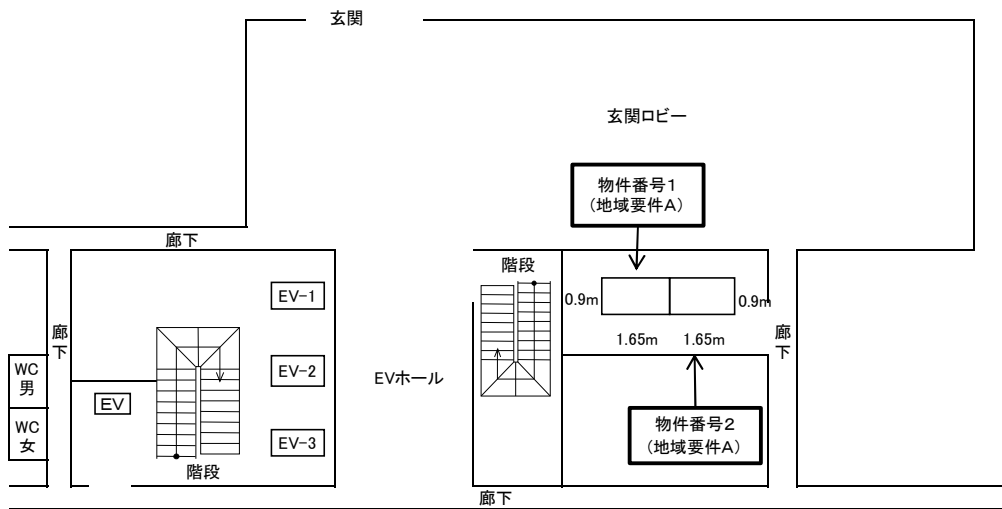 玄関
玄関ロビー
物件番号1
（地域要件A）
廊下
階段
EV-1
0.9m
0.9m
廊
下
1.65m
1.65m
廊
下
WC
男
EV-2
EVホール
EV
WC
女
物件番号2
（地域要件A）
EV-3
階段
廊下